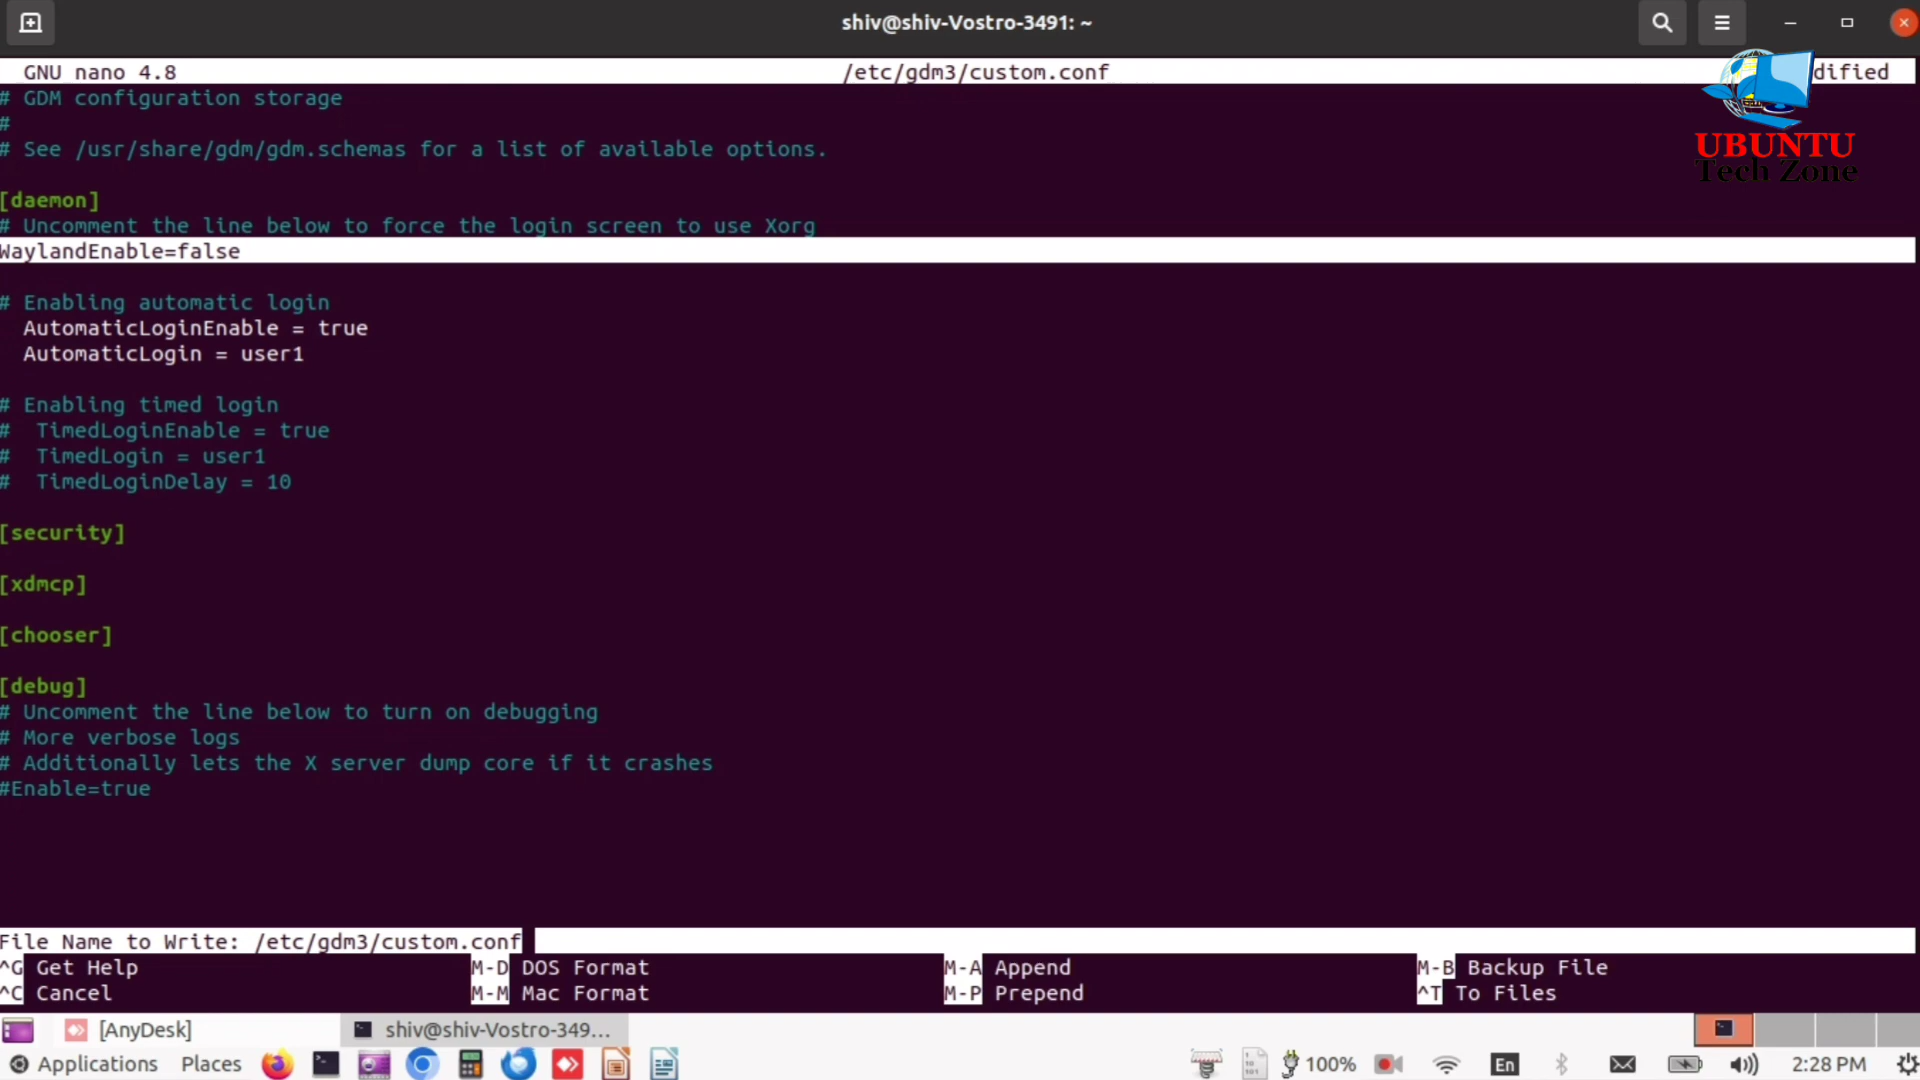 shiv@shiv-Vostro-3491: ~
GNU nano 4.8 /etc/gdm3/custom.conf dified
UBUNTU
Tech Zone
# GDM configuration storage
#
# See /usr/share/gdm/gdm.schemas for a list of available options.
[daemon]
# Uncomment the line below to force the login screen to use Xorg
WaylandEnable=false
# Enabling automatic login
AutomaticLoginEnable = true
AutomaticLogin = user1
# Enabling timed login
# TimedLoginEnable = true
# TimedLogin = user1
# TimedLoginDelay = 10
[security]
[xdmcp]
[chooser]
[debug]
# Uncomment the line below to turn on debugging
# More verbose logs
# Additionally lets the X server dump core if it crashes
#Enable=true
File Name to Write: /etc/gdm3/custom.conf
^G Get Help M-D DOS Format M-A Append M-B Backup File
^C Cancel M-M Mac Format M-P Prepend ^T To Files
[AnyDesk] shiv@shiv-Vostro-349...
Applications Places 100% En 2:28 PM